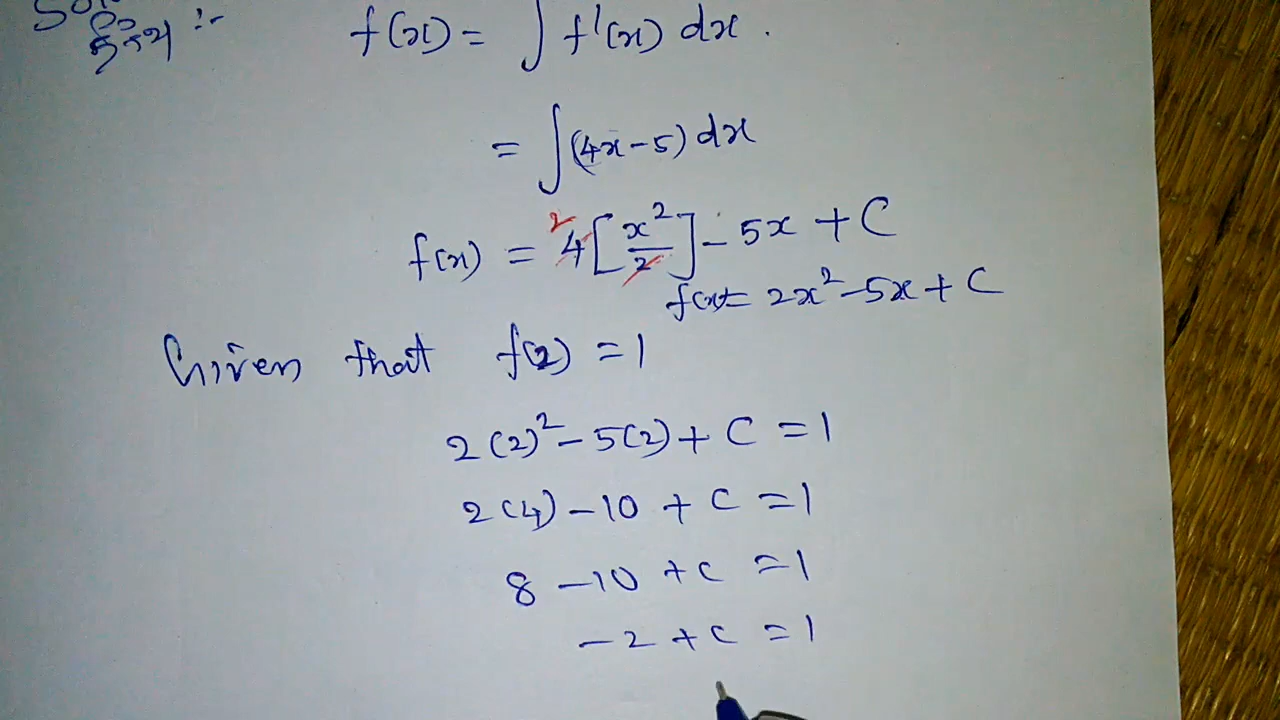 f(x) = ∫ f'(x) dx .
= ∫(4x-5) dx
f(x) = 4 2 [x²/2] - 5x + C
f(x)= 2x²-5x + C
Given that f(2) = 1
2(2)² - 5(2) + C = 1
2(4) - 10 + C = 1
8 - 10 + C = 1
- 2 + C = 1